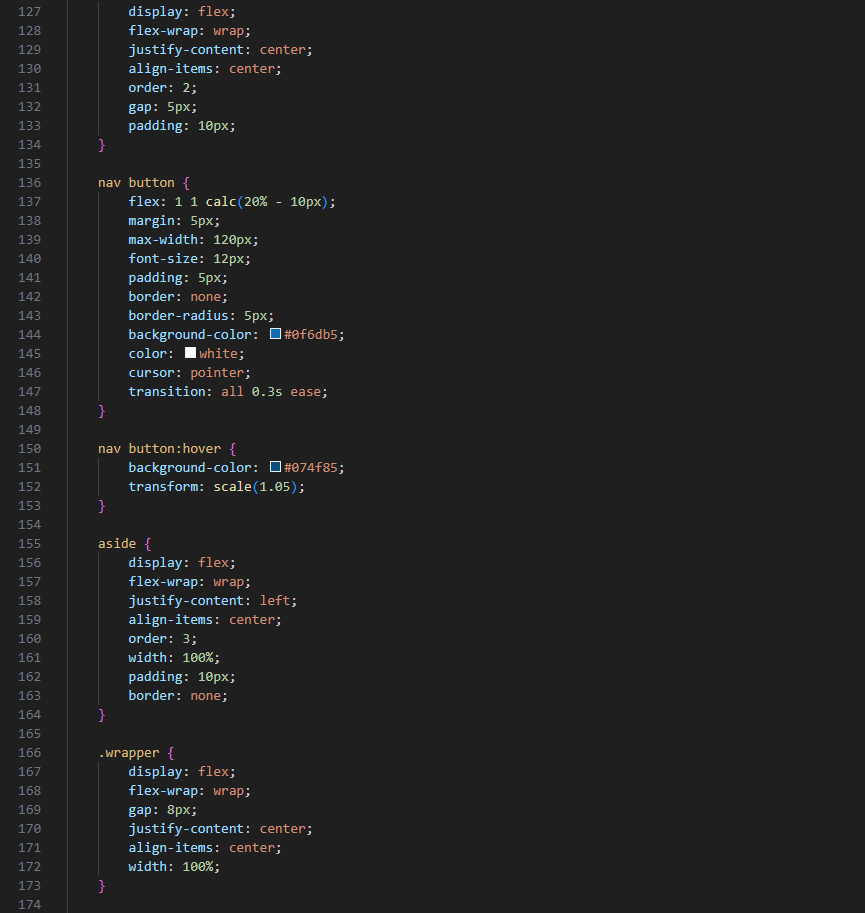 127 display: flex;
128 flex-wrap: wrap;
129 justify-content: center;
130 align-items: center;
131 order: 2;
132 gap: 5px;
133 padding: 10px;
134 }
135
136 nav button {
137 flex: 1 1 calc(20% - 10px);
138 margin: 5px;
139 max-width: 120px;
140 font-size: 12px;
141 padding: 5px;
142 border: none;
143 border-radius: 5px;
144 background-color: #0f6db5;
145 color: white;
146 cursor: pointer;
147 transition: all 0.3s ease;
148 }
149
150 nav button:hover {
151 background-color: #074f85;
152 transform: scale(1.05);
153 }
154
155 aside {
156 display: flex;
157 flex-wrap: wrap;
158 justify-content: left;
159 align-items: center;
160 order: 3;
161 width: 100%;
162 padding: 10px;
163 border: none;
164 }
165
166 .wrapper {
167 display: flex;
168 flex-wrap: wrap;
169 gap: 8px;
170 justify-content: center;
171 align-items: center;
172 width: 100%;
173 }
174